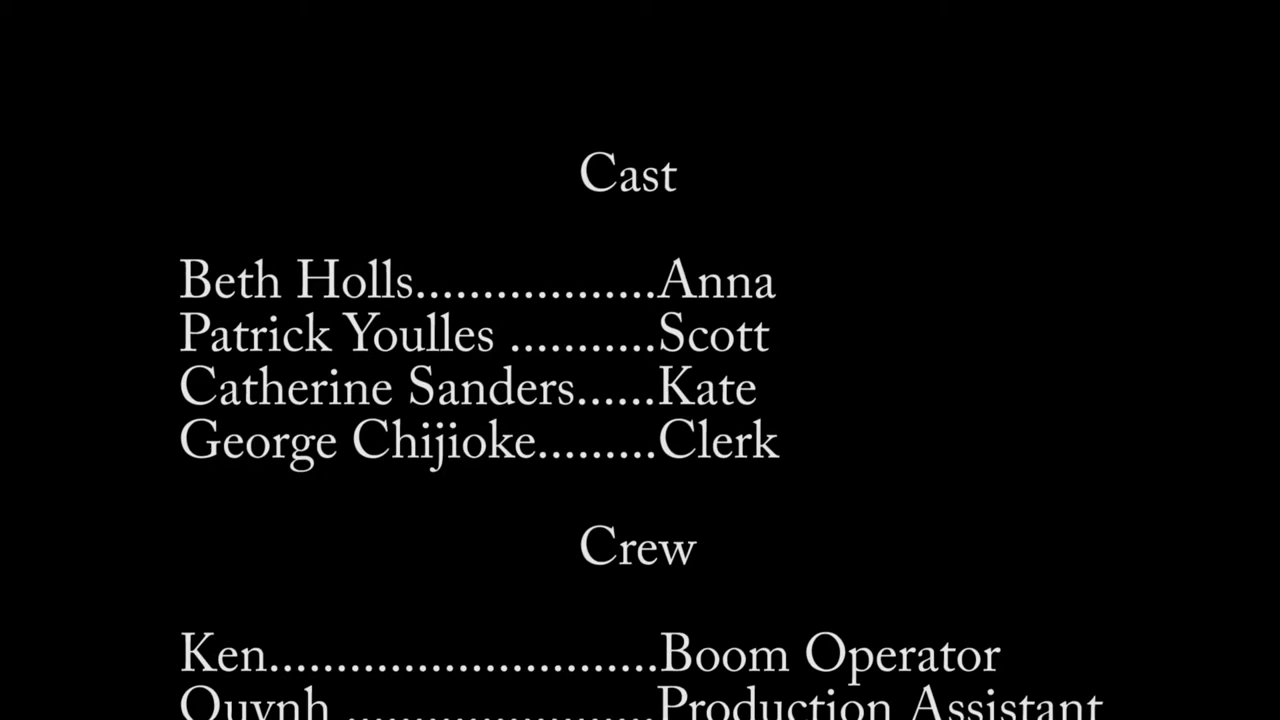 Cast
Beth Holls..................Anna
Patrick Youlles ...........Scott
Catherine Sanders......Kate
George Chijioke.........Clerk
Crew
Ken.............................Boom Operator
Quynh .......................Production Assistant